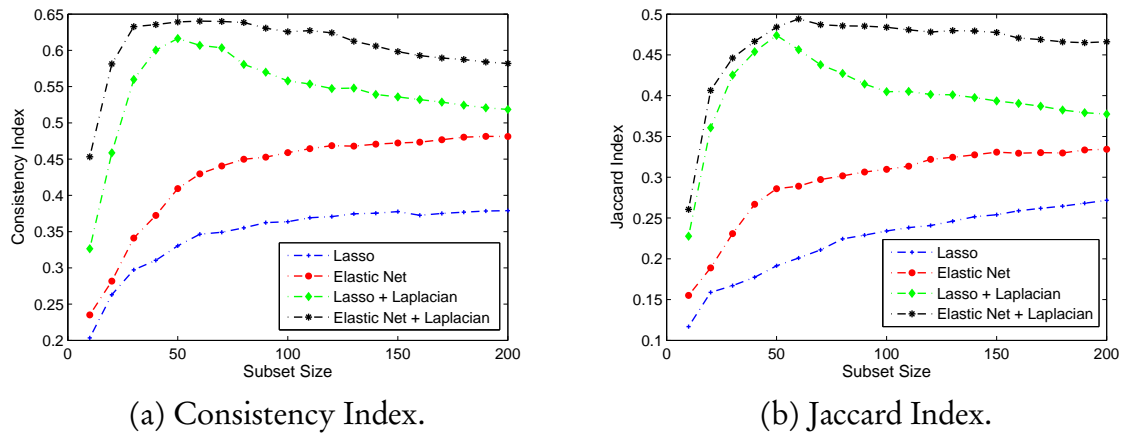 0.65
0.6
0.55
0.5
0.45
0.4
0.35
0.3
0.25
0.2
Consistency Index
0 50 100 150 200
Subset Size
Lasso
Elastic Net
Lasso + Laplacian
Elastic Net + Laplacian
(a) Consistency Index.
0.5
0.45
0.4
0.35
0.3
0.25
0.2
0.15
0.1
Jaccard Index
0 50 100 150 200
Subset Size
Lasso
Elastic Net
Lasso + Laplacian
Elastic Net + Laplacian
(b) Jaccard Index.